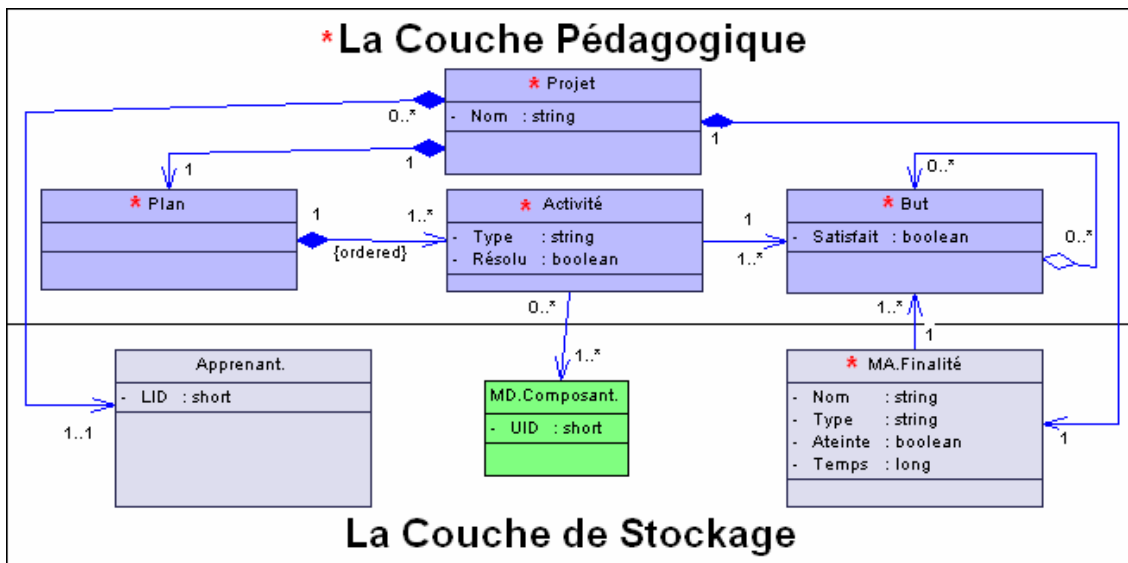 *La Couche Pédagogique
* Projet
- Nom : string
0..*
1
1
1
* Plan
1
{ordered}
1..*
* Activité
- Type : string
- Résolu : boolean
1
1..*
* But
- Satisfait : boolean
0..*
0..*
0..*
1..*
1..*
1
Apprenant.
- LID : short
1..1
MD.Composant.
- UID : short
* MA.Finalité
- Nom : string
- Type : string
- Ateinte : boolean
- Temps : long
1
La Couche de Stockage